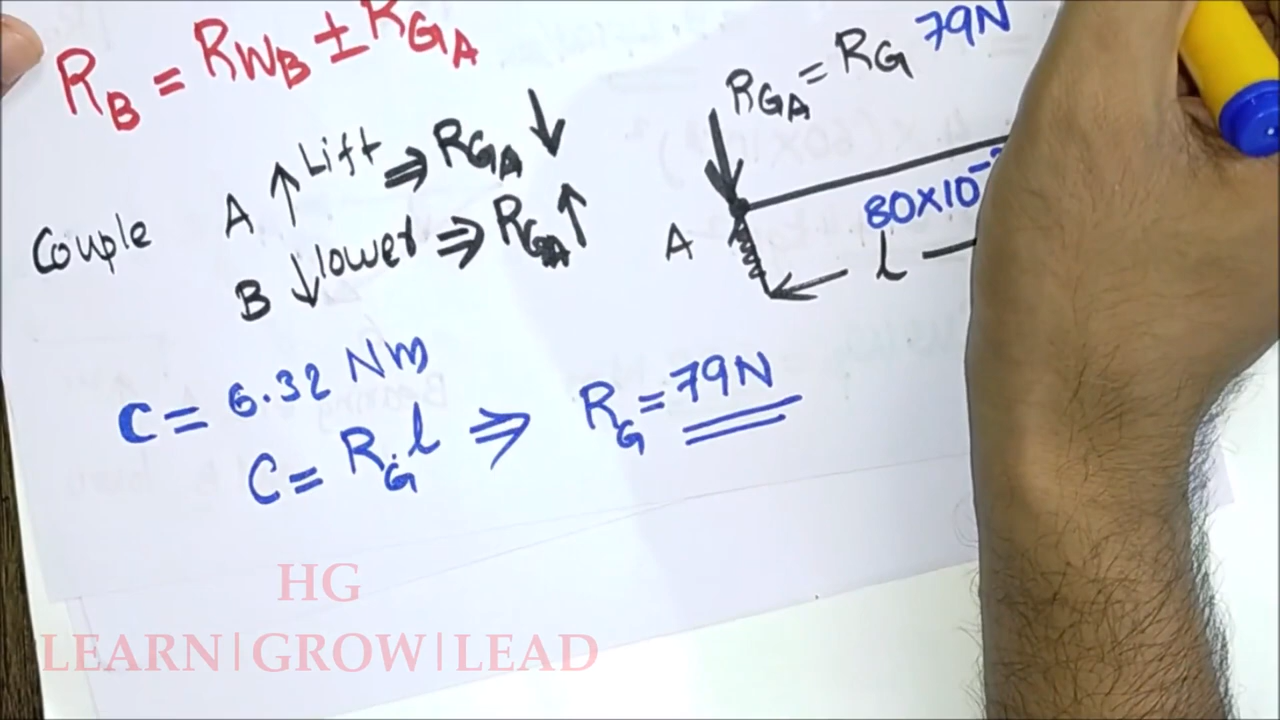 R_B = R_WB ± R_GA
Couple
A ↑ Lift ⇒ R_GA ↓
B ↓ lower ⇒ R_GA ↑
C = 6.32 Nm
C = R_G l ⇒ R_G = 79N
R_GA = R_G 79N
80×10
A
l
HG
LEARN|GROW|LEAD